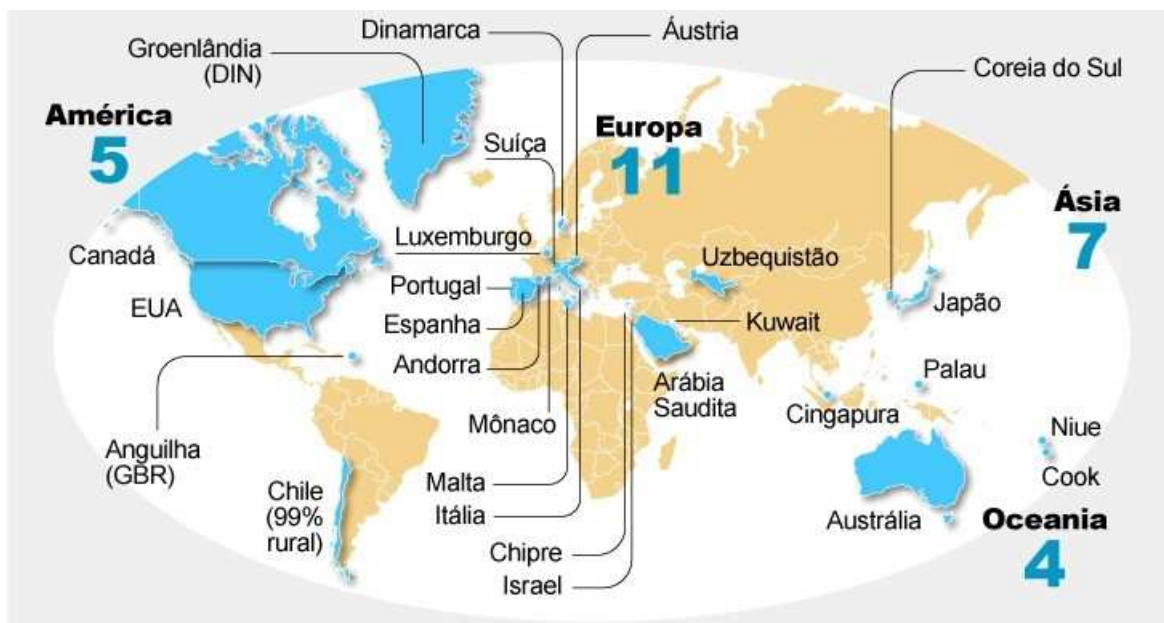 Dinamarca
Áustria
Groenlândia
(DIN)
Coreia do Sul
América
5
Suíça
Europa
11
Ásia
7
Canadá
Luxemburgo
Uzbequistão
EUA
Portugal
Japão
Espanha
Kuwait
Andorra
Palau
Arábia
Saudita
Cingapura
Mônaco
Niue
Anguilha
(GBR)
Cook
Chile
(99%
rural)
Malta
Itália
Austrália
Oceania
4
Chipre
Israel